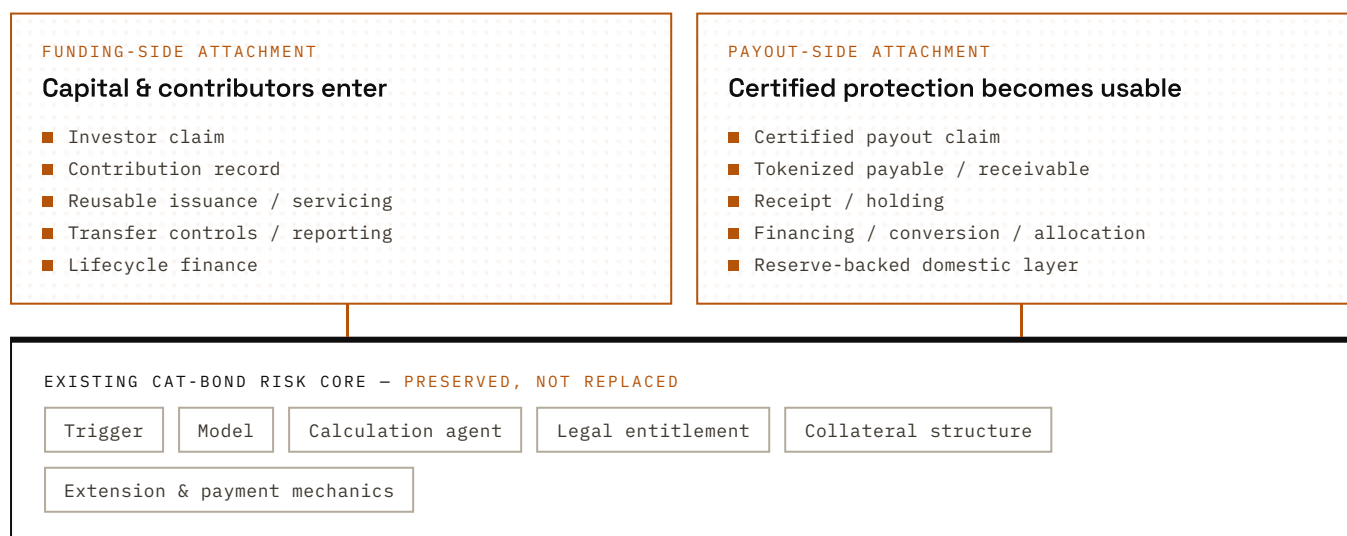 FUNDING-SIDE ATTACHMENT
Capital & contributors enter
Investor claim
Contribution record
Reusable issuance / servicing
Transfer controls / reporting
Lifecycle finance
PAYOUT-SIDE ATTACHMENT
Certified protection becomes usable
Certified payout claim
Tokenized payable / receivable
Receipt / holding
Financing / conversion / allocation
Reserve-backed domestic layer
EXISTING CAT-BOND RISK CORE — PRESERVED, NOT REPLACED
Trigger
Model
Calculation agent
Legal entitlement
Collateral structure
Extension & payment mechanics